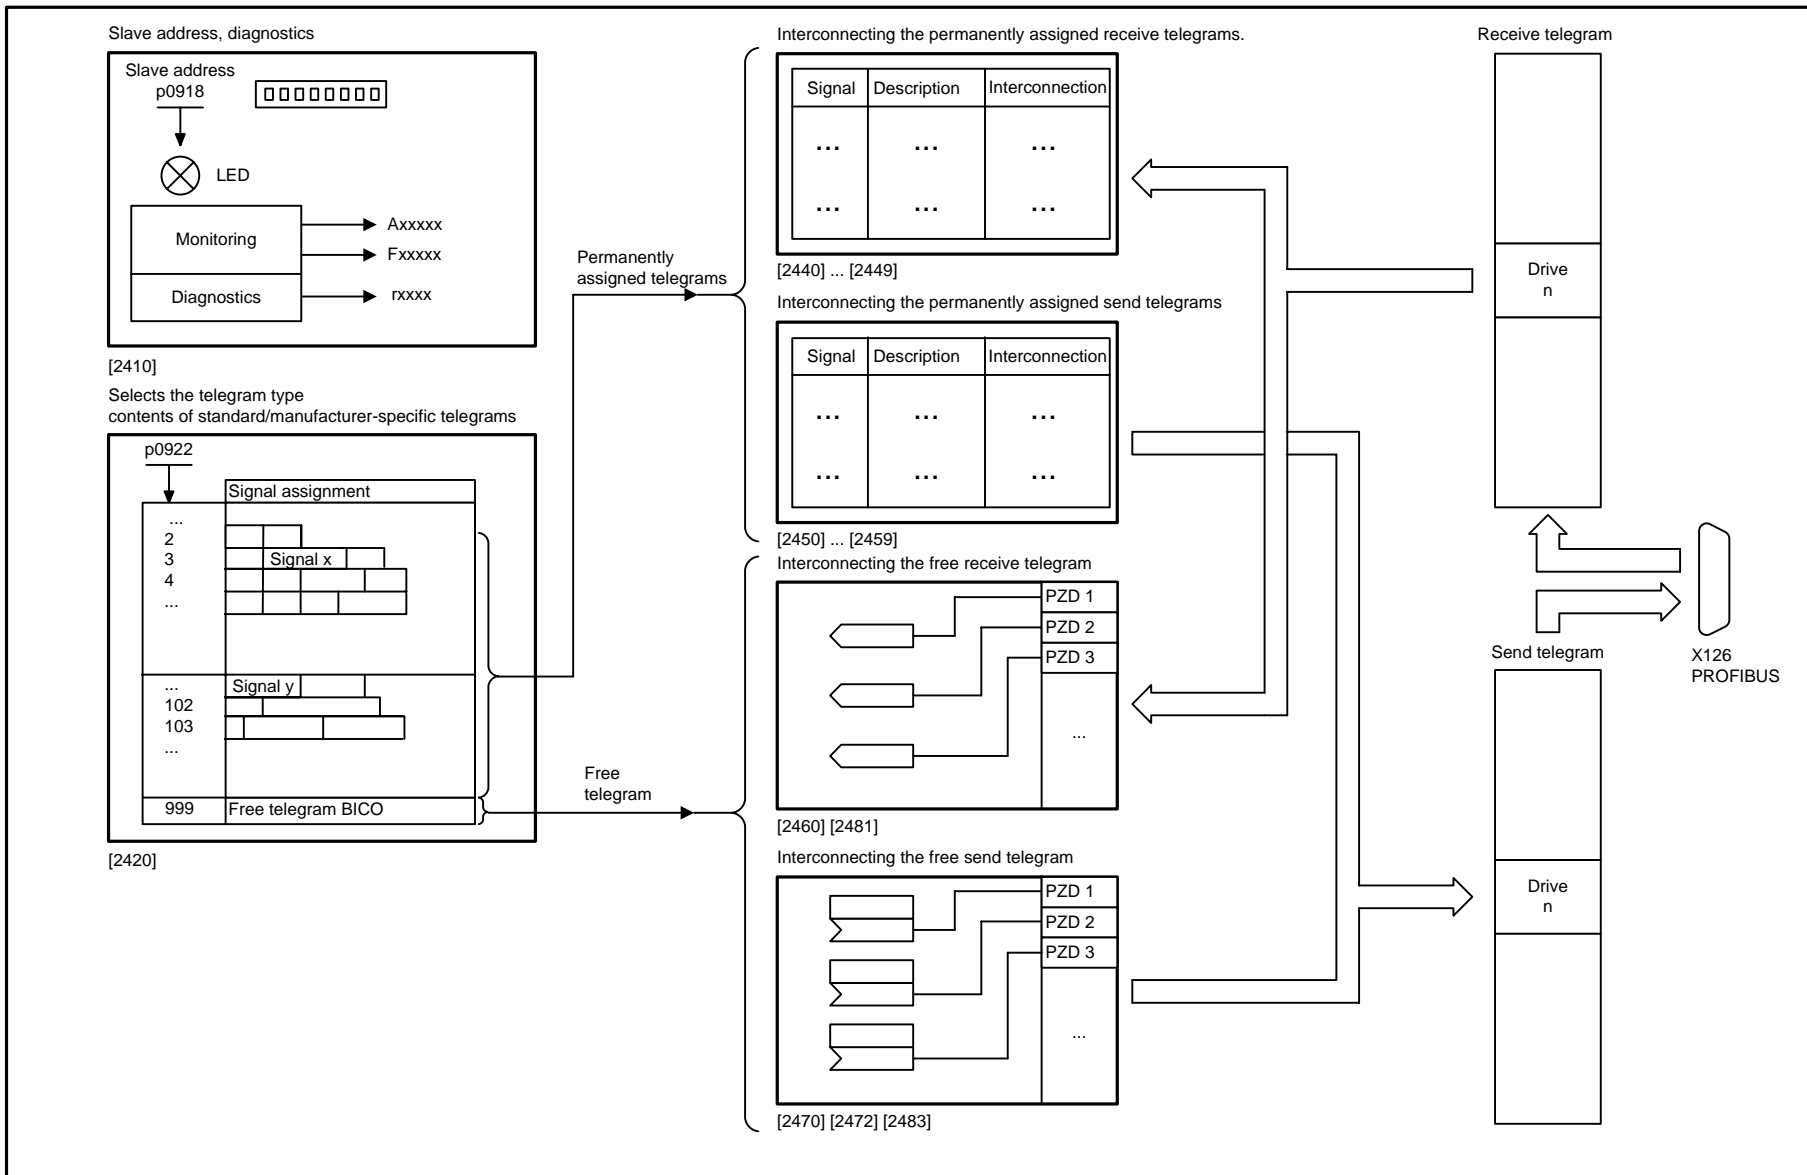 Slave address, diagnostics
Slave address
p0918
LED
Monitoring
Axxxxx
Fxxxxx
Diagnostics
rxxxx
[2410]
Selects the telegram type
contents of standard/manufacturer-specific telegrams
p0922
Signal assignment
...
2
3 Signal x
4
...
... Signal y
102
103
...
999 Free telegram BICO
[2420]
Permanently
assigned telegrams
Free
telegram
Interconnecting the permanently assigned receive telegrams.
Signal Description Interconnection
... ... ...
... ... ...
[2440] ... [2449]
Interconnecting the permanently assigned send telegrams
Signal Description Interconnection
... ... ...
... ... ...
[2450] ... [2459]
Interconnecting the free receive telegram
PZD 1
PZD 2
PZD 3
...
[2460] [2481]
Interconnecting the free send telegram
PZD 1
PZD 2
PZD 3
...
[2470] [2472] [2483]
Receive telegram
Drive
n
X126
PROFIBUS
Send telegram
Drive
n